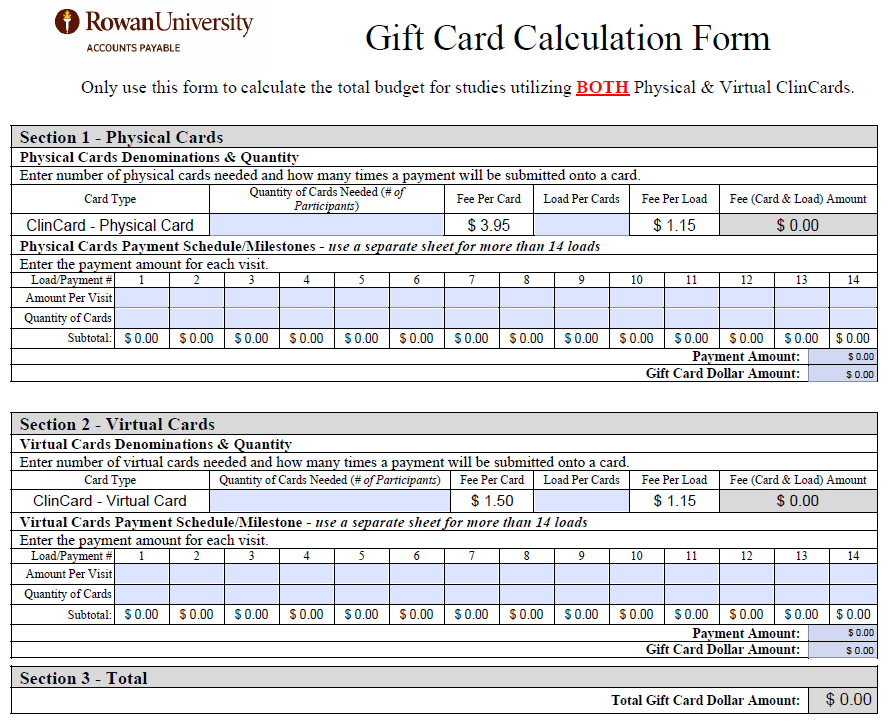 RowanUniversity
ACCOUNTS PAYABLE
Gift Card Calculation Form
Only use this form to calculate the total budget for studies utilizing BOTH Physical & Virtual ClinCards.
Section 1 - Physical Cards
Physical Cards Denominations & Quantity
Enter number of physical cards needed and how many times a payment will be submitted onto a card.
Card Type Quantity of Cards Needed (# of Participants) Fee Per Card Load Per Cards Fee Per Load Fee (Card & Load) Amount
ClinCard - Physical Card $ 3.95 $ 1.15 $ 0.00
Physical Cards Payment Schedule/Milestones - use a separate sheet for more than 14 loads
Enter the payment amount for each visit.
Load/Payment # 1 2 3 4 5 6 7 8 9 10 11 12 13 14
Amount Per Visit
Quantity of Cards
Subtotal: $ 0.00 $ 0.00 $ 0.00 $ 0.00 $ 0.00 $ 0.00 $ 0.00 $ 0.00 $ 0.00 $ 0.00 $ 0.00 $ 0.00 $ 0.00 $ 0.00
Payment Amount: $ 0.00
Gift Card Dollar Amount: $ 0.00
Section 2 - Virtual Cards
Virtual Cards Denominations & Quantity
Enter number of virtual cards needed and how many times a payment will be submitted onto a card.
Card Type Quantity of Cards Needed (# of Participants) Fee Per Card Load Per Cards Fee Per Load Fee (Card & Load) Amount
ClinCard - Virtual Card $ 1.50 $ 1.15 $ 0.00
Virtual Cards Payment Schedule/Milestone - use a separate sheet for more than 14 loads
Enter the payment amount for each visit.
Load/Payment # 1 2 3 4 5 6 7 8 9 10 11 12 13 14
Amount Per Visit
Quantity of Cards
Subtotal: $ 0.00 $ 0.00 $ 0.00 $ 0.00 $ 0.00 $ 0.00 $ 0.00 $ 0.00 $ 0.00 $ 0.00 $ 0.00 $ 0.00 $ 0.00 $ 0.00
Payment Amount: $ 0.00
Gift Card Dollar Amount: $ 0.00
Section 3 - Total
Total Gift Card Dollar Amount: $ 0.00